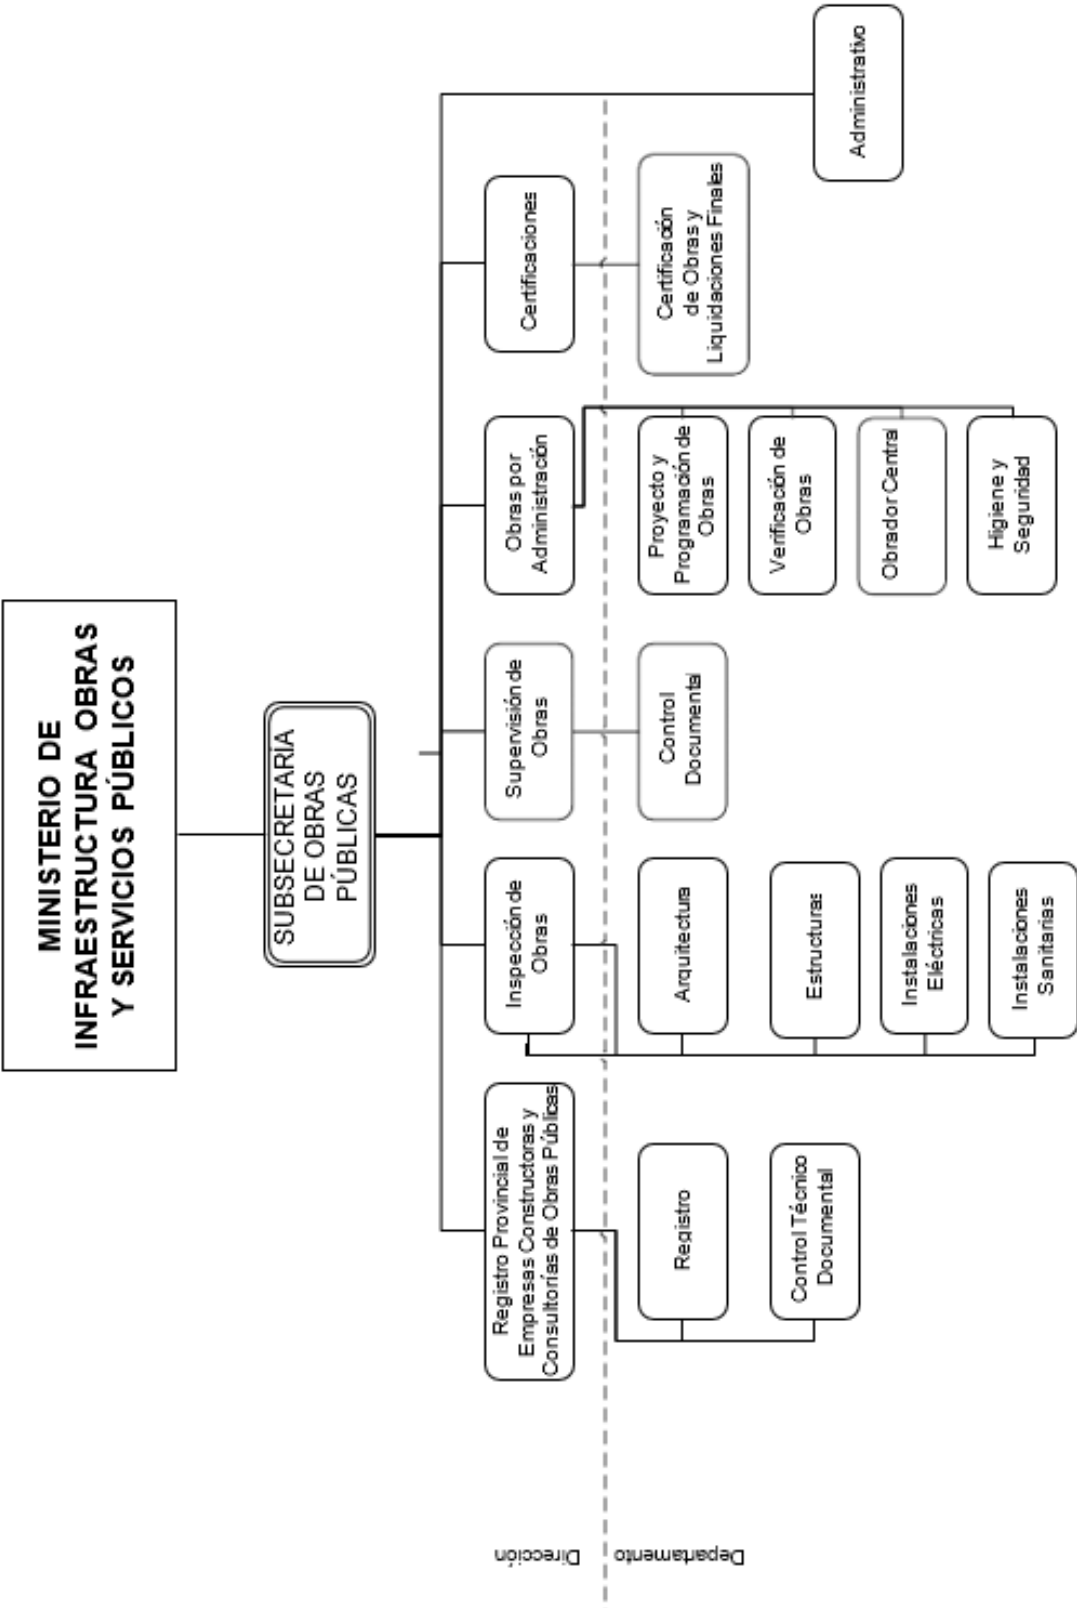 MINISTERIO DE
INFRAESTRUCTURA OBRAS
Y SERVICIOS PÚBLICOS
SUBSECRETARÍA
DE OBRAS
PÚBLICAS
Dirección
Registro Provincial de
Empresas Constructoras y
Consultorías de Obras Públicas
Inspección de
Obras
Supervisión de
Obras
Obras por
Administración
Certificaciones
Departamento
Registro
Control Técnico
Documental
Arquitectura
Estructuras
Instalaciones
Eléctricas
Instalaciones
Sanitarias
Control
Documental
Proyecto y
Programación de
Obras
Verificación de
Obras
Obrador Central
Higiene y
Seguridad
Certificación
de Obras y
Liquidaciones Finales
Administrativo